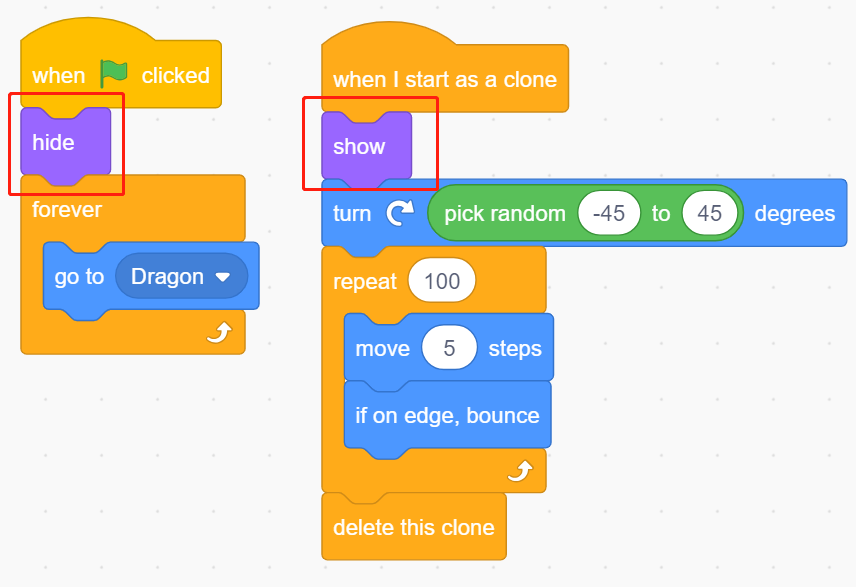 when clicked
hide
forever
go to Dragon
when I start as a clone
show
turn pick random -45 to 45 degrees
repeat 100
move 5 steps
if on edge, bounce
delete this clone